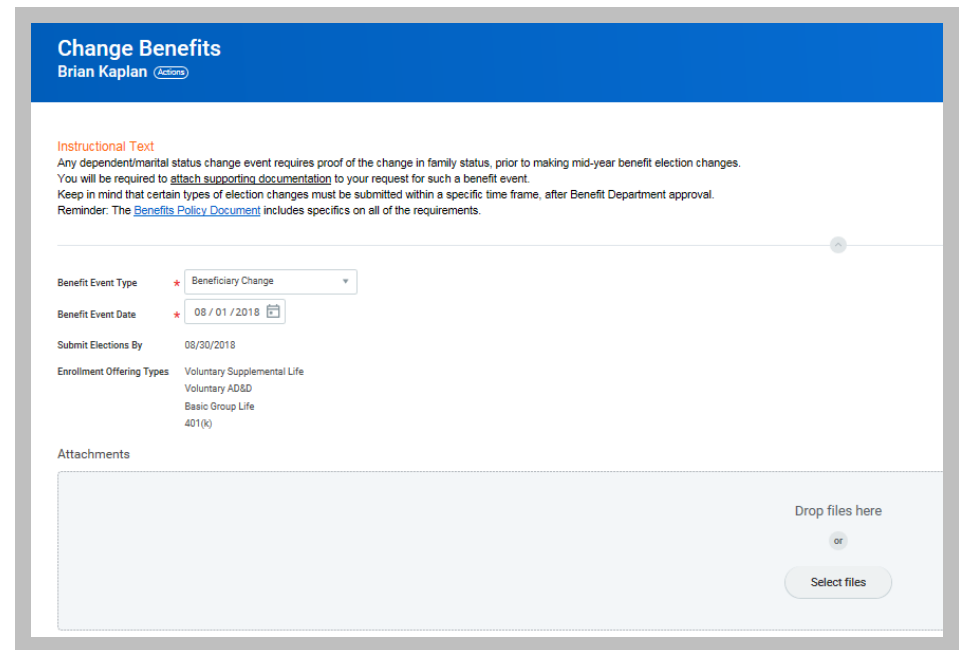 Change Benefits
Brian Kaplan Actions
Instructional Text
Any dependent/marital status change event requires proof of the change in family status, prior to making mid-year benefit election changes.
You will be required to attach supporting documentation to your request for such a benefit event.
Keep in mind that certain types of election changes must be submitted within a specific time frame, after Benefit Department approval.
Reminder: The Benefits Policy Document includes specifics on all of the requirements.
Benefit Event Type * Beneficiary Change
Benefit Event Date * 08 / 01 / 2018
Submit Elections By 08/30/2018
Enrollment Offering Types Voluntary Supplemental Life
Voluntary AD&D
Basic Group Life
401(k)
Attachments
Drop files here
or
Select files